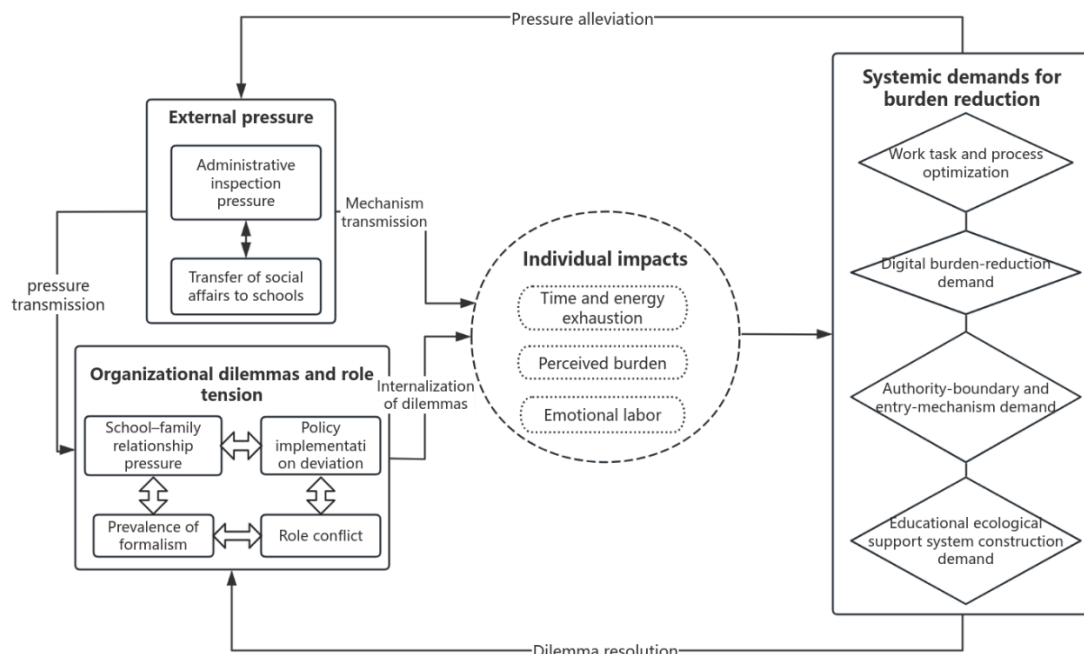 Pressure alleviation
External pressure
Administrative
inspection
pressure
Transfer of social
affairs to schools
Mechanism
transmission
pressure
transmission
Organizational dilemmas and role
tension
School–family
relationship
pressure
Policy
implementati
on deviation
Prevalence of
formalism
Role conflict
Internalization
of dilemmas
Individual impacts
Time and energy
exhaustion
Perceived burden
Emotional labor
Systemic demands for
burden reduction
Work task and process
optimization
Digital burden-reduction
demand
Authority-boundary and
entry-mechanism demand
Educational ecological
support system construction
demand
Dilemma resolution